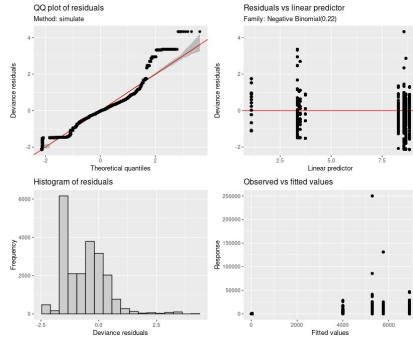 QQ plot of residuals
Method: simulate
Deviance residuals
4
2
0
-2
-2
0
2
Theoretical quantiles
Residuals vs linear predictor
Family: Negative Binomial(0.22)
Deviance residuals
4
2
0
-2
2.5
5.0
7.5
Linear predictor
Histogram of residuals
Frequency
6000
4000
2000
0
-2.5
0.0
2.5
Deviance residuals
Observed vs fitted values
Response
250000
200000
150000
100000
50000
0
0
2000
4000
6000
Fitted values